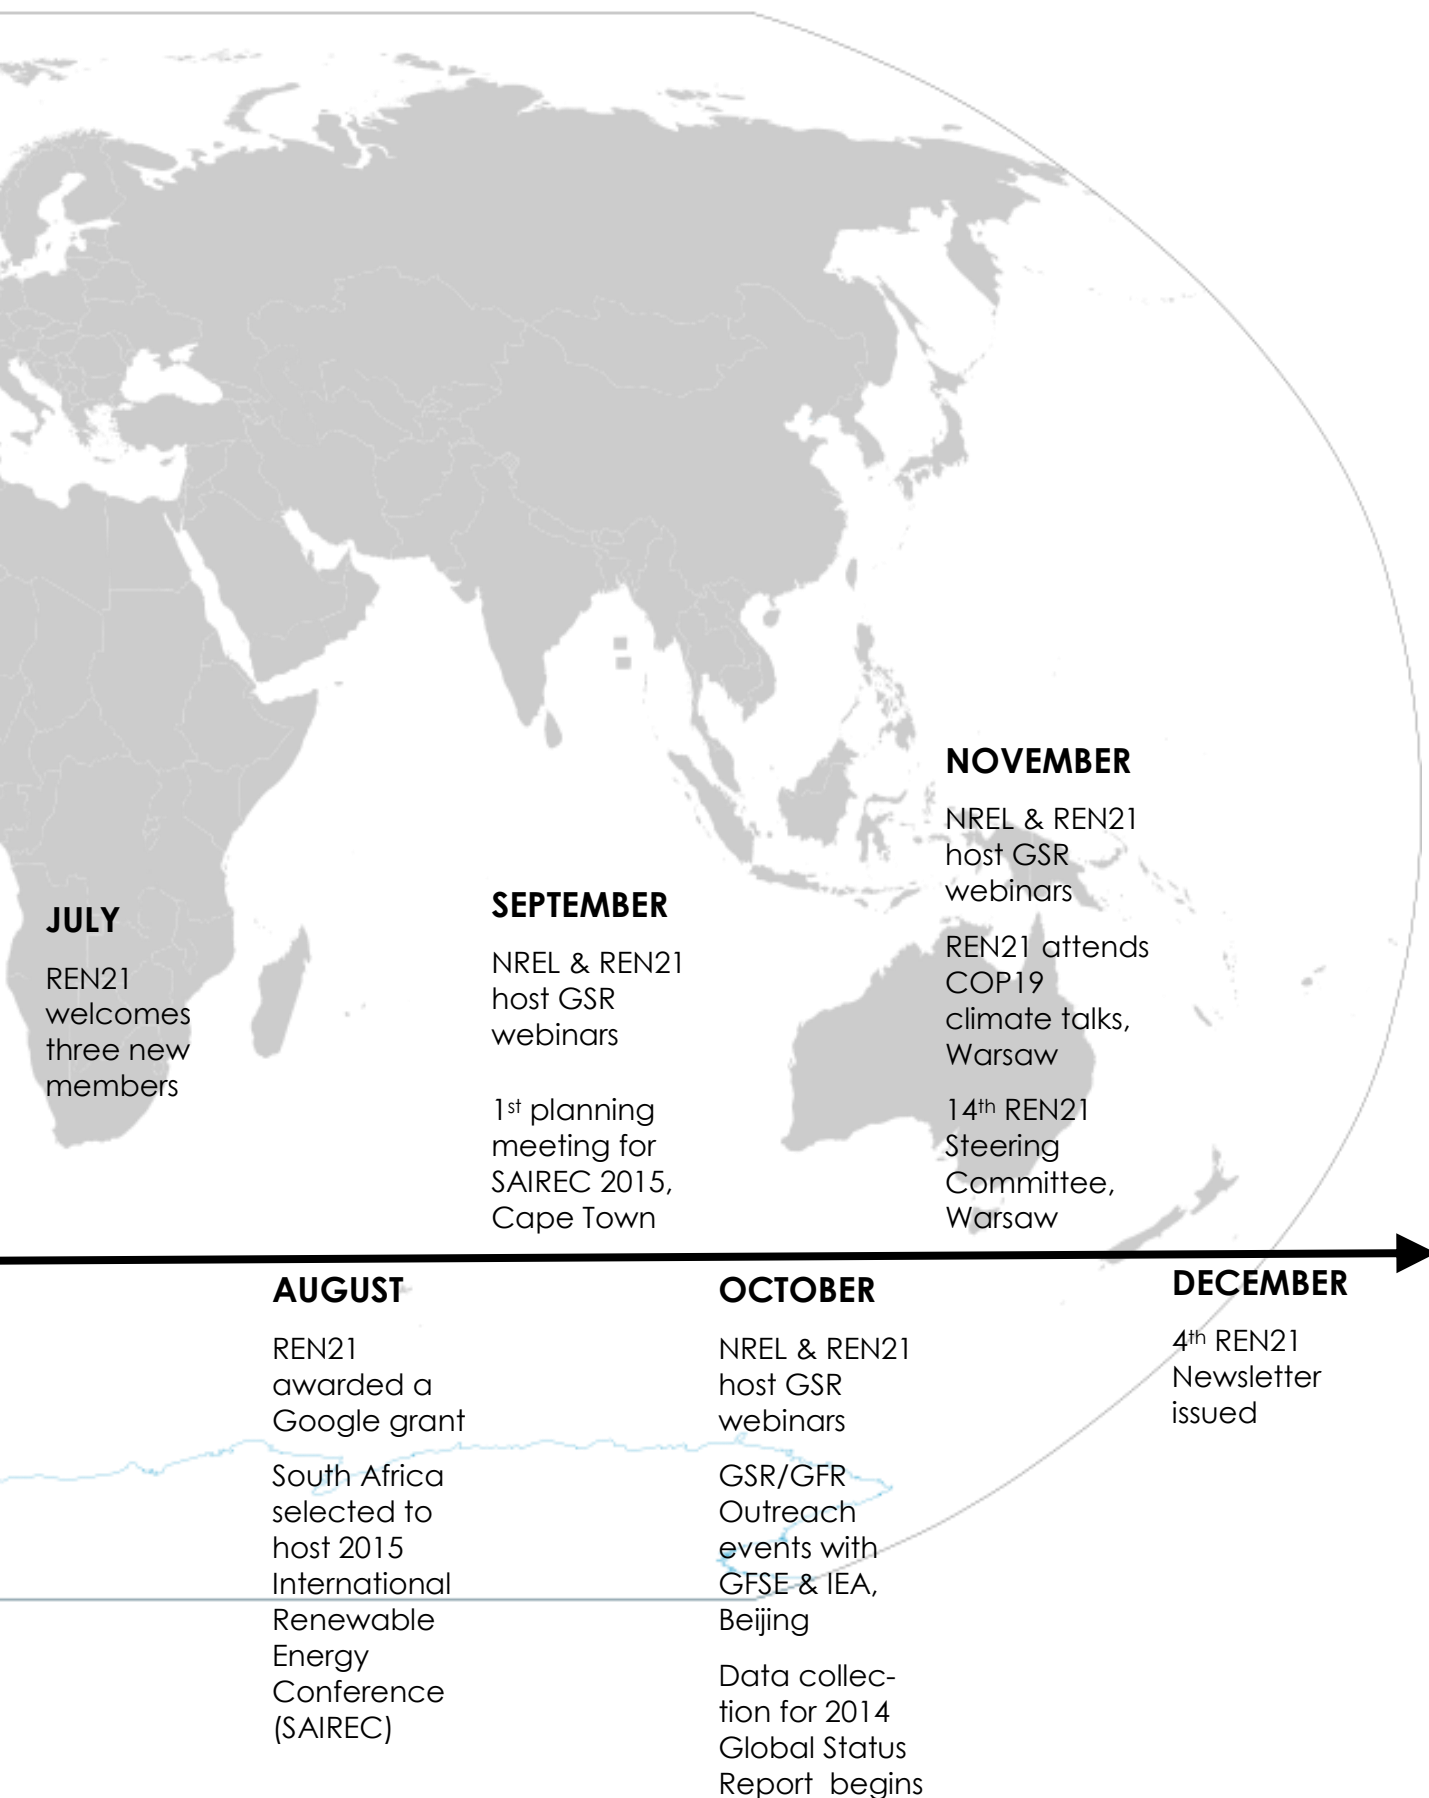 JULY
REN21
welcomes
three new
members
AUGUST
REN21
awarded a
Google grant
South Africa
selected to
host 2015
International
Renewable
Energy
Conference
(SAIREC)
SEPTEMBER
NREL & REN21
host GSR
webinars
1st planning
meeting for
SAIREC 2015,
Cape Town
OCTOBER
NREL & REN21
host GSR
webinars
GSR/GFR
Outreach
events with
GFSE & IEA,
Beijing
Data collec-
tion for 2014
Global Status
Report begins
NOVEMBER
NREL & REN21
host GSR
webinars
REN21 attends
COP19
climate talks,
Warsaw
14th REN21
Steering
Committee,
Warsaw
DECEMBER
4th REN21
Newsletter
issued